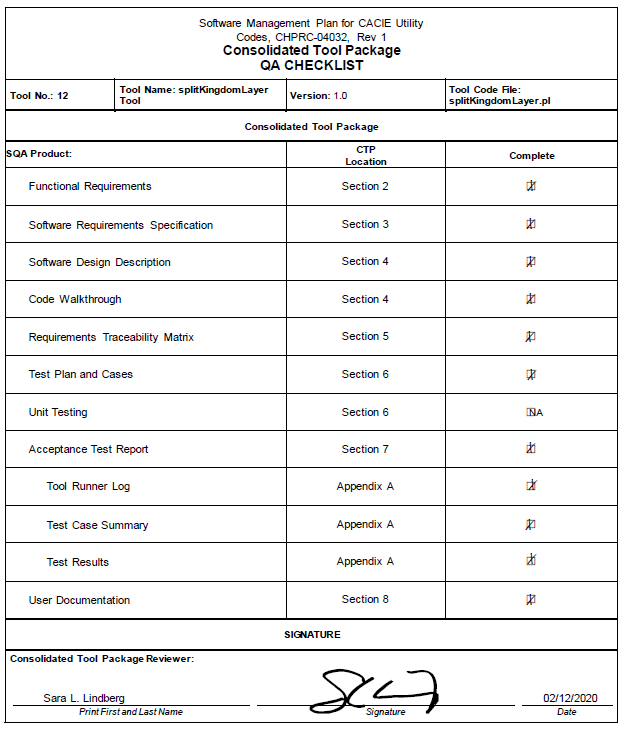 Software Management Plan for CACIE Utility
Codes, CHPRC-04032, Rev 1
Consolidated Tool Package
QA CHECKLIST
Tool No.: 12
Tool Name: splitKingdomLayer
Tool
Version: 1.0
Tool Code File:
splitKingdomLayer.pl
Consolidated Tool Package
SQA Product:
CTP
Location
Complete
Functional Requirements Section 2
Software Requirements Specification Section 3
Software Design Description Section 4
Code Walkthrough Section 4
Requirements Traceability Matrix Section 5
Test Plan and Cases Section 6
Unit Testing Section 6 NA
Acceptance Test Report Section 7
Tool Runner Log Appendix A
Test Case Summary Appendix A
Test Results Appendix A
User Documentation Section 8
SIGNATURE
Consolidated Tool Package Reviewer:
Sara L. Lindberg 02/12/2020
Print First and Last Name Signature Date